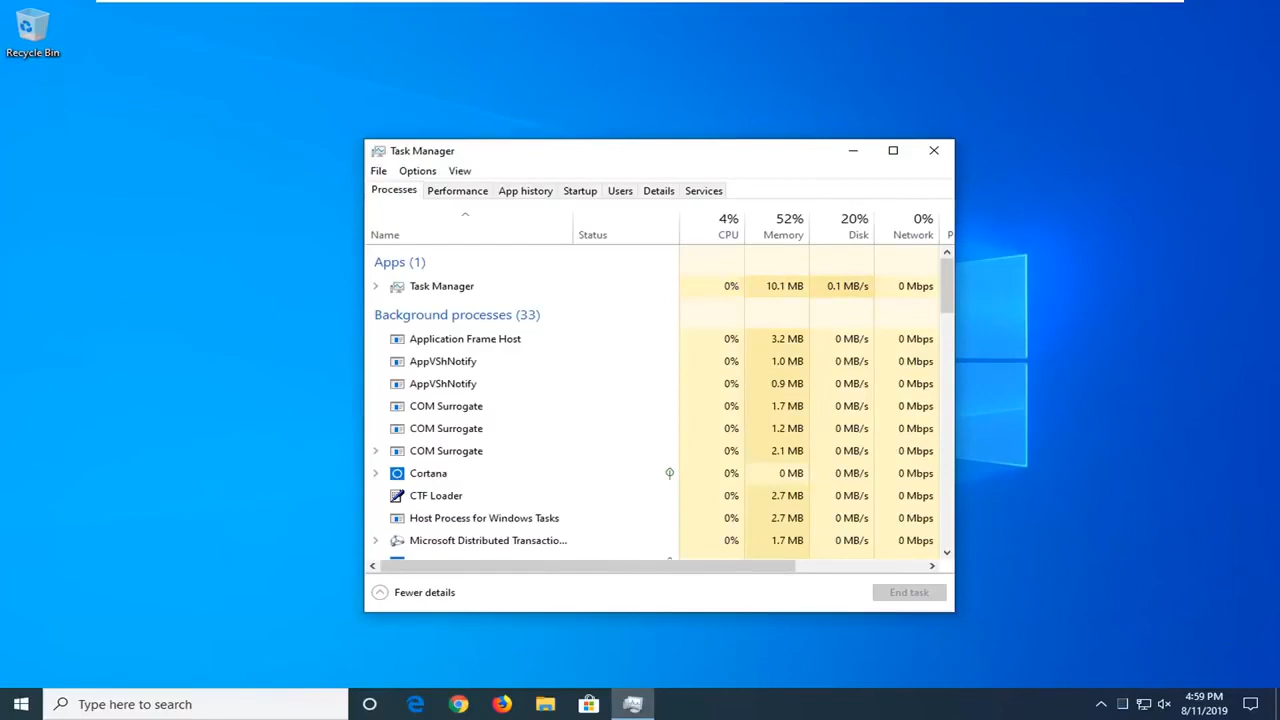 Recycle Bin
Task Manager
File Options View
Processes Performance App history Startup Users Details Services
4% 52% 20% 0%
Name Status CPU Memory Disk Network P
Apps (1)
Task Manager 0% 10.1 MB 0.1 MB/s 0 Mbps
Background processes (33)
Application Frame Host 0% 3.2 MB 0 MB/s 0 Mbps
AppVShNotify 0% 1.0 MB 0 MB/s 0 Mbps
AppVShNotify 0% 0.9 MB 0 MB/s 0 Mbps
COM Surrogate 0% 1.7 MB 0 MB/s 0 Mbps
COM Surrogate 0% 1.2 MB 0 MB/s 0 Mbps
COM Surrogate 0% 2.1 MB 0 MB/s 0 Mbps
Cortana 0% 0 MB 0 MB/s 0 Mbps
CTF Loader 0% 2.7 MB 0 MB/s 0 Mbps
Host Process for Windows Tasks 0% 2.7 MB 0 MB/s 0 Mbps
Microsoft Distributed Transactio... 0% 1.7 MB 0 MB/s 0 Mbps
Fewer details End task
Type here to search
4:59 PM
8/11/2019